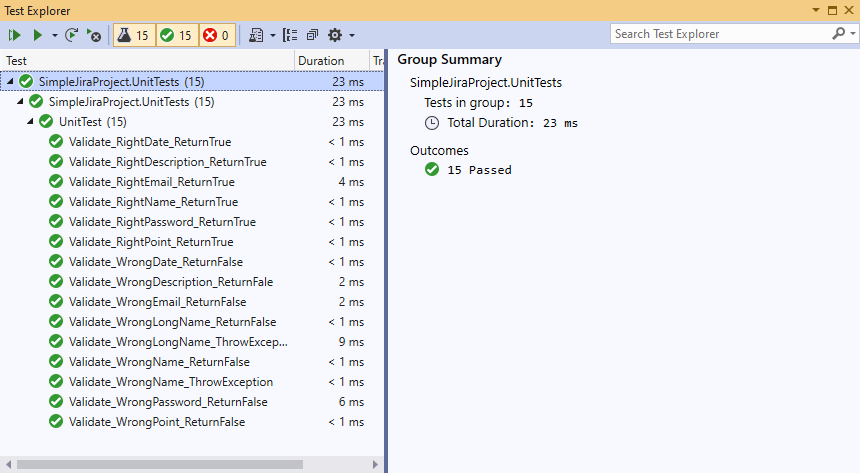 Test Explorer
15 15 0 Search Test Explorer
Test Duration Tra
SimpleJiraProject.UnitTests (15) 23 ms
SimpleJiraProject.UnitTests (15) 23 ms
UnitTest (15) 23 ms
Validate_RightDate_ReturnTrue < 1 ms
Validate_RightDescription_ReturnTrue < 1 ms
Validate_RightEmail_ReturnTrue 4 ms
Validate_RightName_ReturnTrue < 1 ms
Validate_RightPassword_ReturnTrue < 1 ms
Validate_RightPoint_ReturnTrue < 1 ms
Validate_WrongDate_ReturnFalse < 1 ms
Validate_WrongDescription_ReturnFale 2 ms
Validate_WrongEmail_ReturnFalse 2 ms
Validate_WrongLongName_ReturnFalse < 1 ms
Validate_WrongLongName_ThrowExcep... 9 ms
Validate_WrongName_ReturnFalse < 1 ms
Validate_WrongName_ThrowException < 1 ms
Validate_WrongPassword_ReturnFalse 6 ms
Validate_WrongPoint_ReturnFalse < 1 ms
Group Summary
SimpleJiraProject.UnitTests
Tests in group: 15
Total Duration: 23 ms
Outcomes
15 Passed